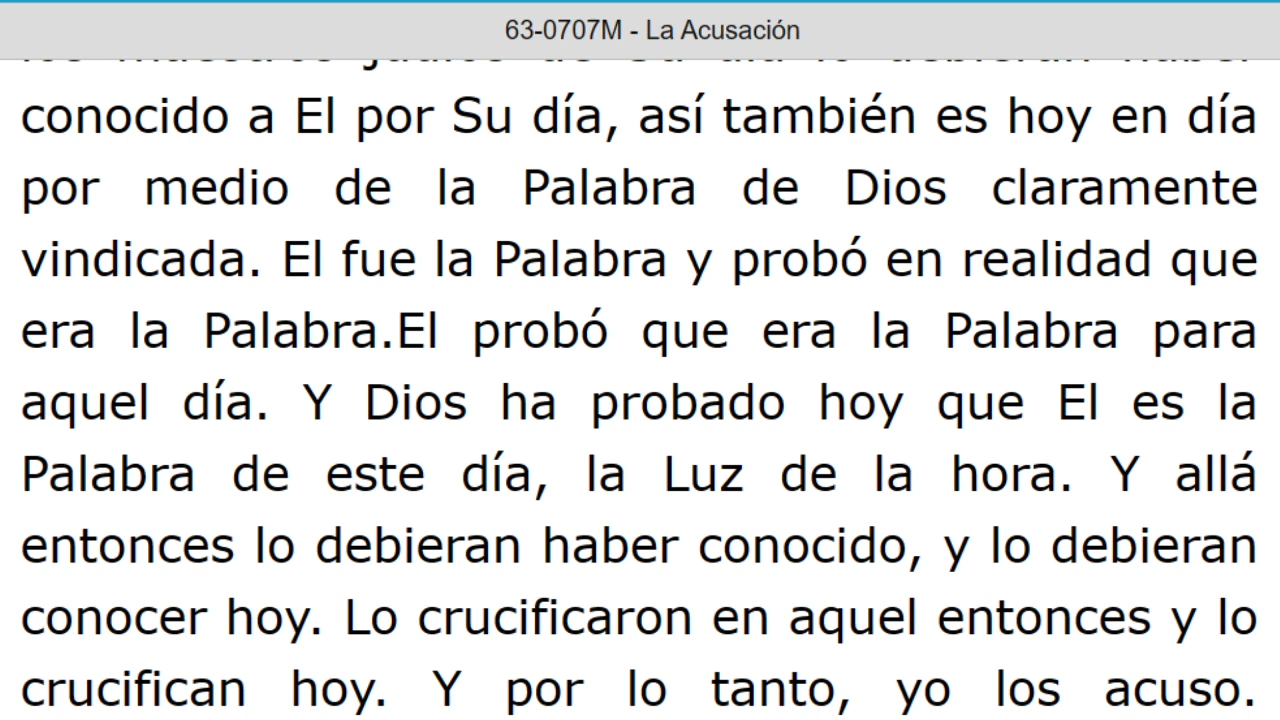 63-0707M - La Acusación
conocido a El por Su día, así también es hoy en día
por medio de la Palabra de Dios claramente
vindicada. El fue la Palabra y probó en realidad que
era la Palabra.El probó que era la Palabra para
aquel día. Y Dios ha probado hoy que El es la
Palabra de este día, la Luz de la hora. Y allá
entonces lo debieran haber conocido, y lo debieran
conocer hoy. Lo crucificaron en aquel entonces y lo
crucifican hoy. Y por lo tanto, yo los acuso.